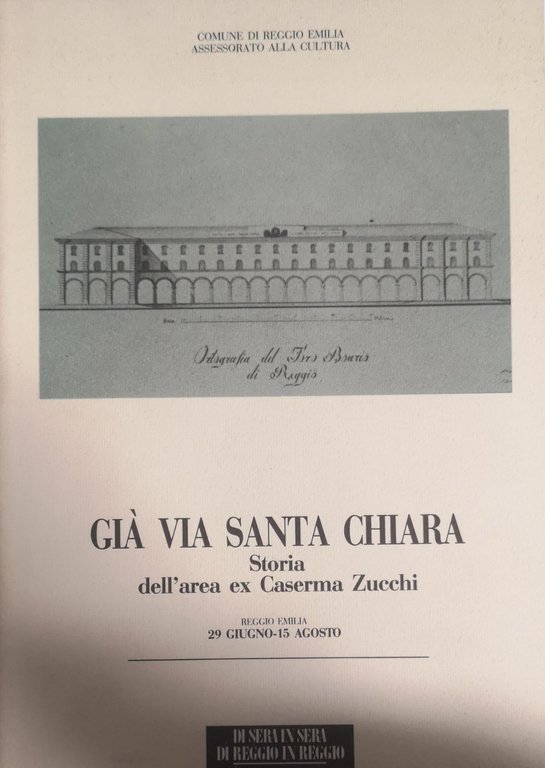 COMUNE DI REGGIO EMILIA
ASSESSORATO ALLA CULTURA
Ortografia del Foro Boario
di Reggio
GIÀ VIA SANTA CHIARA
Storia
dell'area ex Caserma Zucchi
REGGIO EMILIA
29 GIUGNO-15 AGOSTO
DI SERA IN SERA
DI REGGIO IN REGGIO